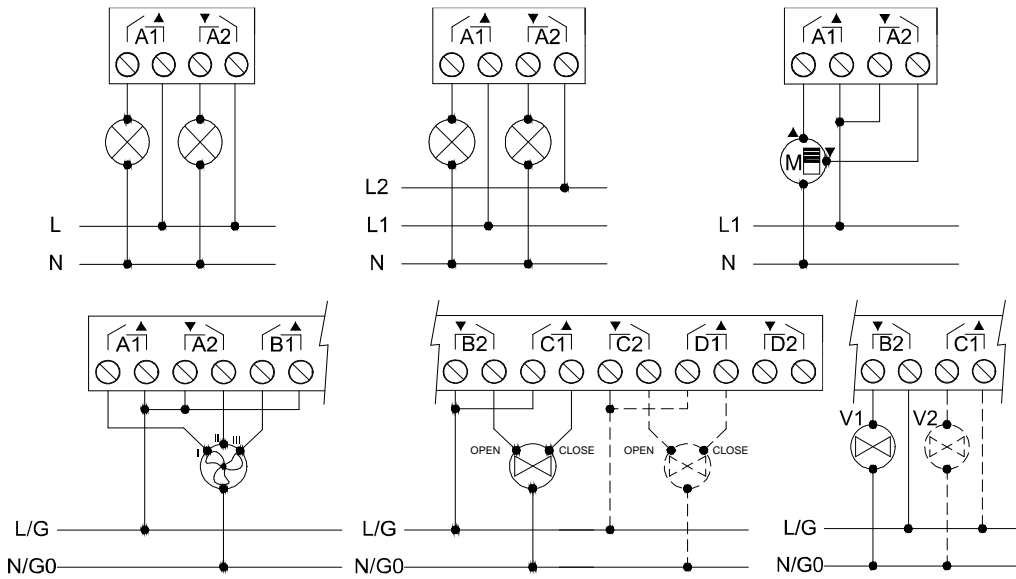 A1 A2
L
N
A1 A2
L2
L1
N
A1 A2
M
L1
N
A1 A2 B1
I II III
L/G
N/G0
B2 C1 C2 D1 D2
OPEN CLOSE OPEN CLOSE
L/G
N/G0
B2 C1
V1 V2
L/G
N/G0